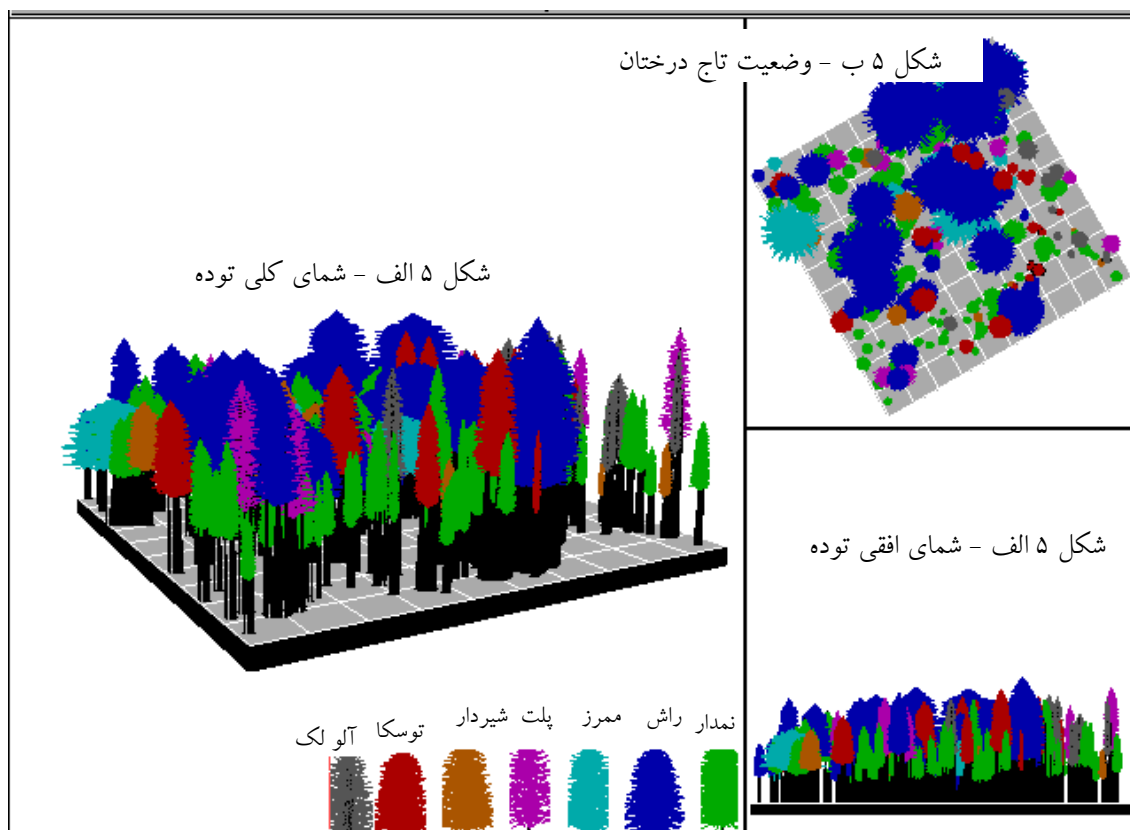 شکل ۵ ب - وضعیت تاج درختان
شکل ۵ الف - شمای کلی توده
شکل ۵ الف - شمای افقی توده
نمدار راش ممرز پلت شیردار توسکا آلو لک